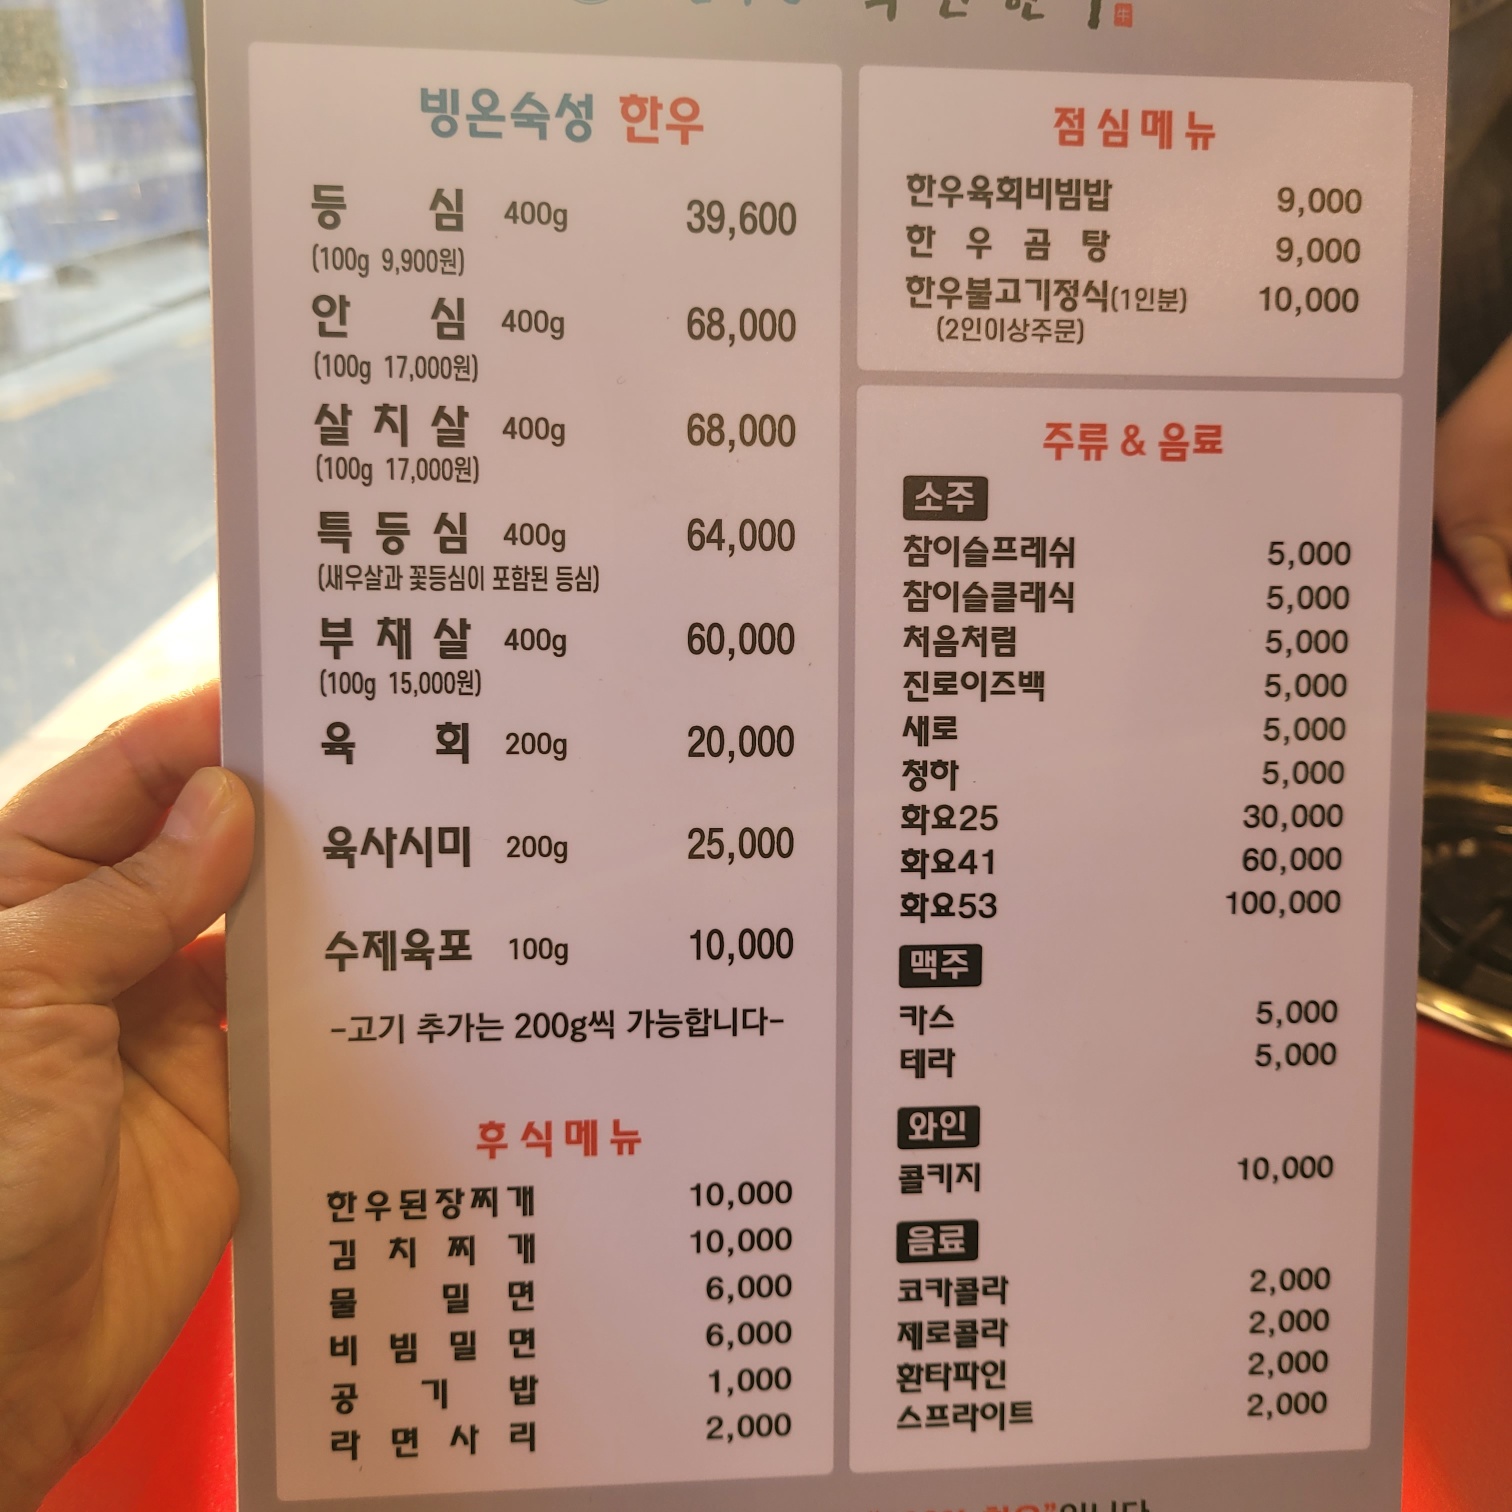 빙온숙성 한우
등심 400g 39,600
(100g 9,900원)
안심 400g 68,000
(100g 17,000원)
살치살 400g 68,000
(100g 17,000원)
특등심 400g 64,000
(새우살과 꽃등심이 포함된 등심)
부채살 400g 60,000
(100g 15,000원)
육회 200g 20,000
육사시미 200g 25,000
수제육포 100g 10,000
-고기 추가는 200g씩 가능합니다-
후식메뉴
한우된장찌개 10,000
김치찌개 10,000
물밀면 6,000
비빔밀면 6,000
공기밥 1,000
라면사리 2,000
점심메뉴
한우육회비빔밥 9,000
한우곰탕 9,000
한우불고기정식(1인분) 10,000
(2인이상주문)
주류 & 음료
소주
참이슬프레쉬 5,000
참이슬클래식 5,000
처음처럼 5,000
진로이즈백 5,000
새로 5,000
청하 5,000
화요25 30,000
화요41 60,000
화요53 100,000
맥주
카스 5,000
테라 5,000
와인
콜키지 10,000
음료
코카콜라 2,000
제로콜라 2,000
환타파인 2,000
스프라이트 2,000